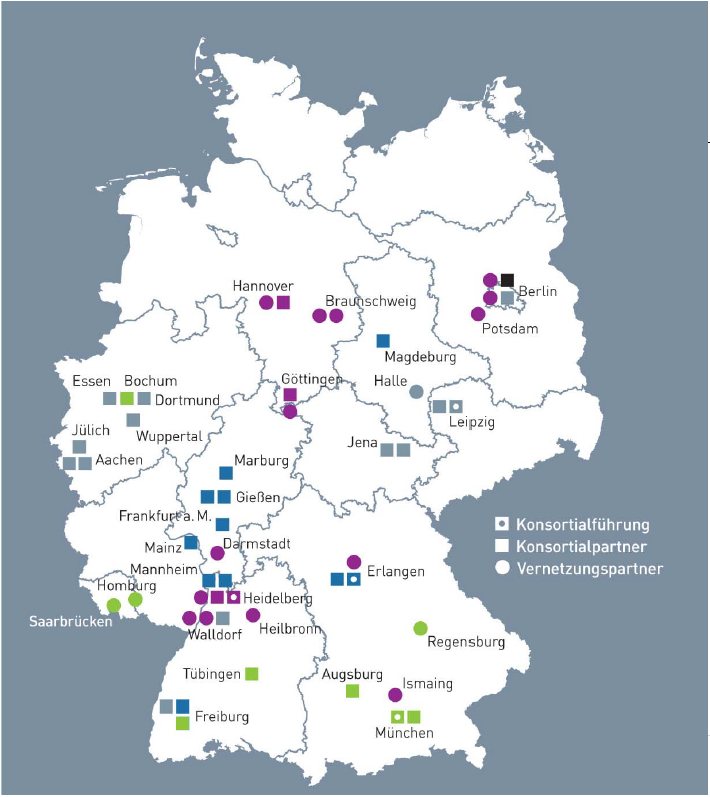 Hannover
Berlin
Braunschweig
Potsdam
Magdeburg
Göttingen
Halle
Essen
Bochum
Dortmund
Leipzig
Jülich
Wuppertal
Jena
Aachen
Marburg
Gießen
Frankfurt a. M.
Konsortialführung
Mainz
Darmstadt
Konsortialpartner
Mannheim
Erlangen
Vernetzungspartner
Homburg
Heidelberg
Saarbrücken
Walldorf
Heilbronn
Regensburg
Tübingen
Augsburg
Ismaing
Freiburg
München